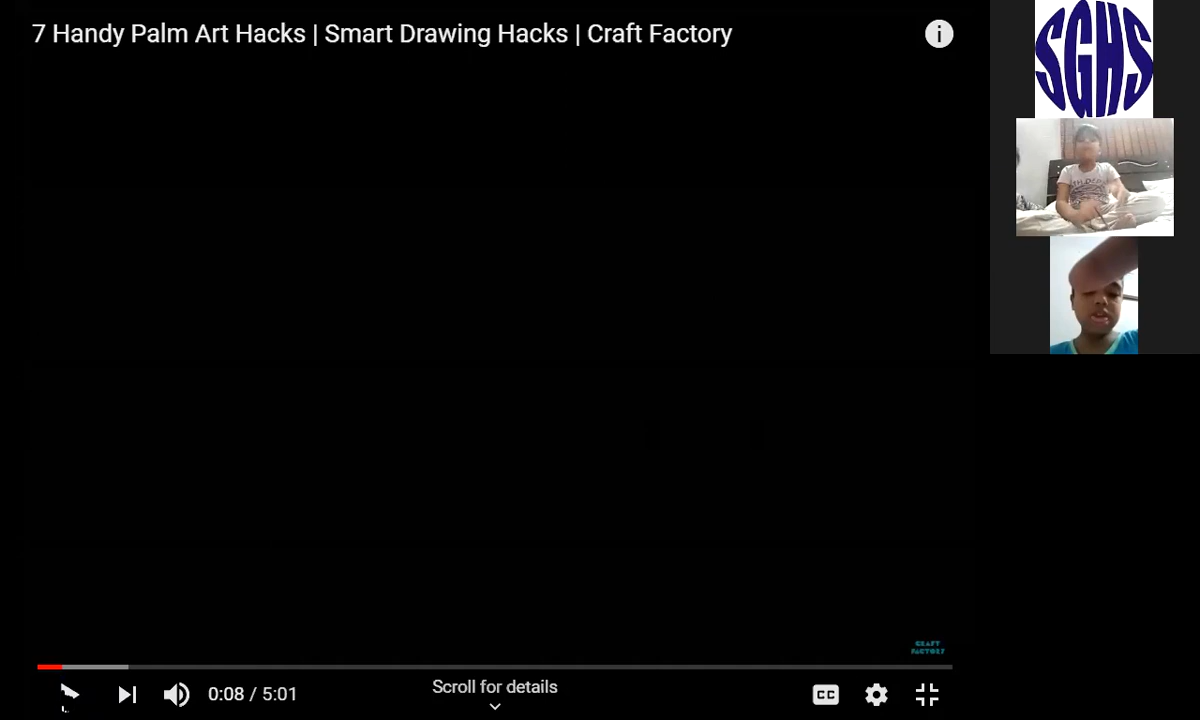 7 Handy Palm Art Hacks | Smart Drawing Hacks | Craft Factory
SGHS
CRAFT
FACTORY
0:08 / 5:01
Scroll for details
CC